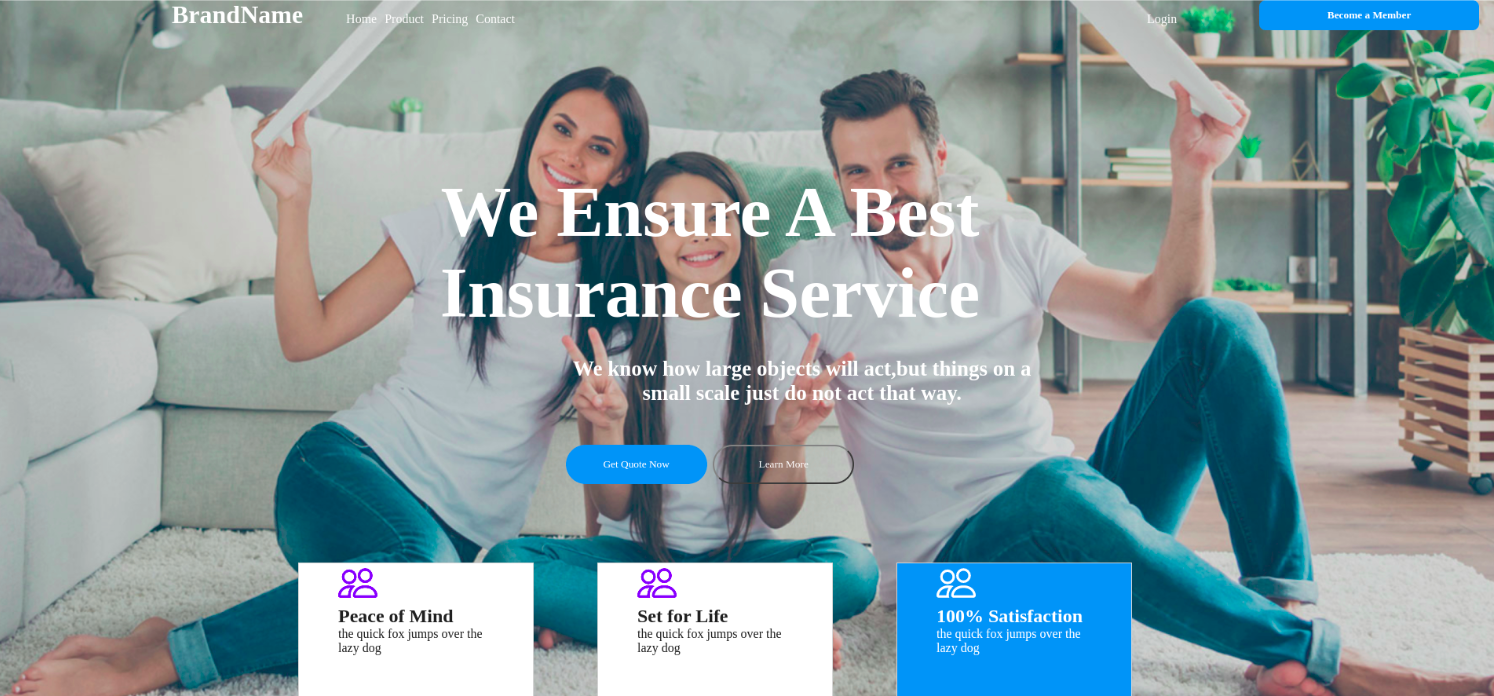 BrandName
Home Product Pricing Contact
Login
Become a Member
We Ensure A Best
Insurance Service
We know how large objects will act,but things on a
small scale just do not act that way.
Get Quote Now
Learn More
Peace of Mind
the quick fox jumps over the
lazy dog
Set for Life
the quick fox jumps over the
lazy dog
100% Satisfaction
the quick fox jumps over the
lazy dog